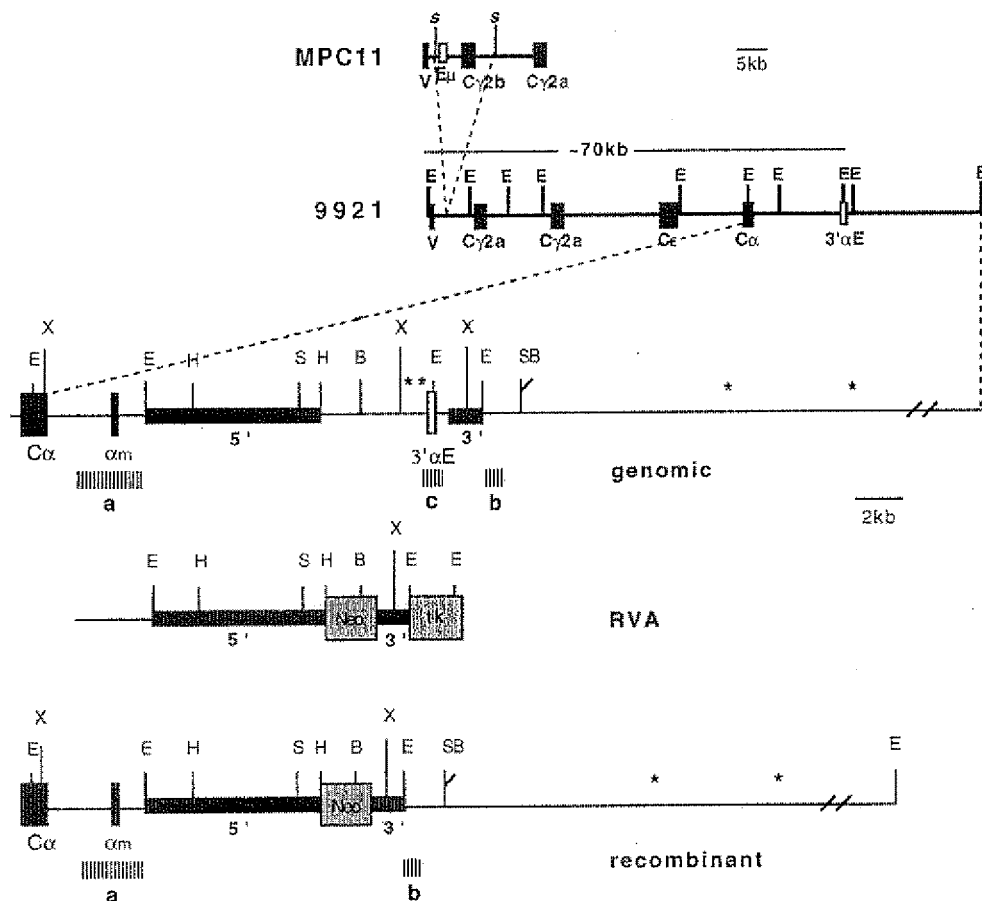 S S
MPC11
5kb
V Eμ Cγ2b Cγ2a
~70kb
E E E E E E E E E E
9921
V Cγ2a Cγ2a Cε Cα 3'αE
X X X
E E H S H B E E SB
* * * *
5' 3'
Cα αm 3'αE
genomic
a c b
2kb
X
E H S H B E E
Neo TK
RVA
5' 3'
X X
E E H S H B E SB E
* *
Neo
5' 3'
Cα αm
recombinant
a b